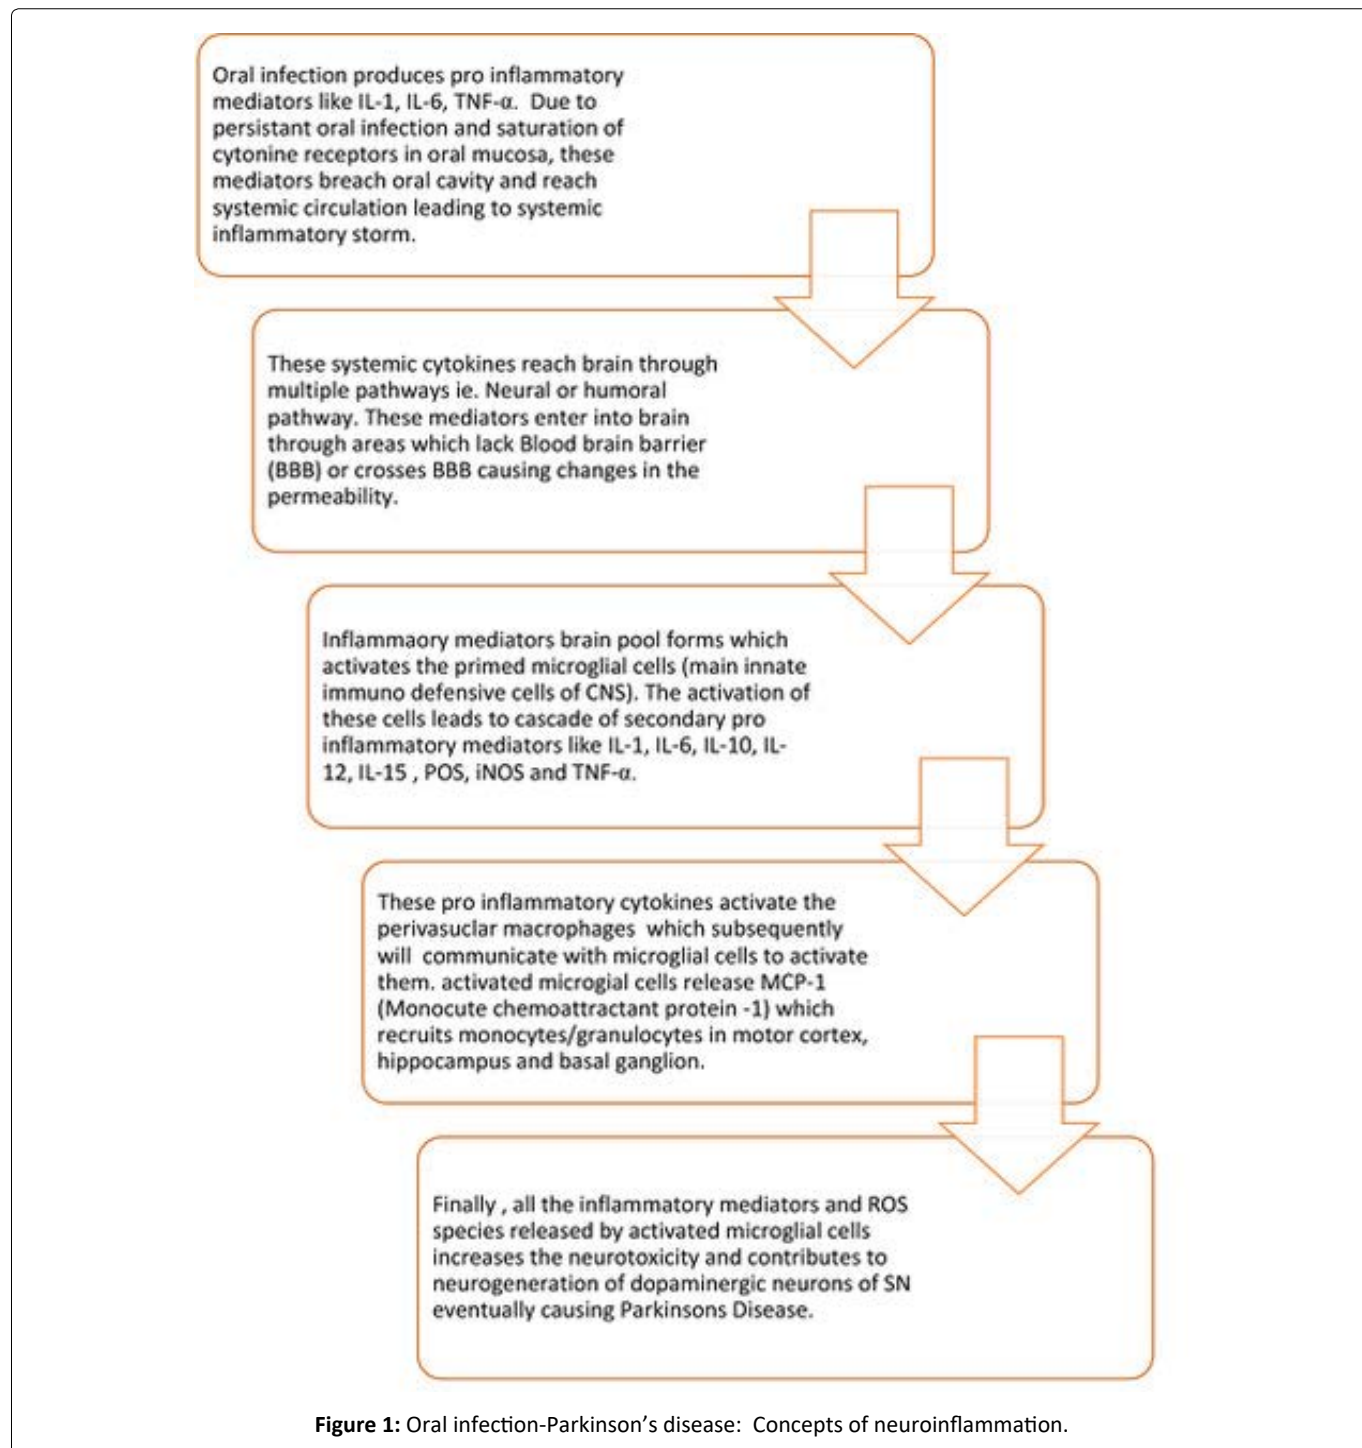 Oral infection produces pro inflammatory
mediators like IL-1, IL-6, TNF-α.  Due to
persistant oral infection and saturation of
cytonine receptors in oral mucosa, these
mediators breach oral cavity and reach
systemic circulation leading to systemic
inflammatory storm.
These systemic cytokines reach brain through
multiple pathways ie. Neural or humoral
pathway. These mediators enter into brain
through areas which lack Blood brain barrier
(BBB) or crosses BBB causing changes in the
permeability.
Inflammaory mediators brain pool forms which
activates the primed microglial cells (main innate
immuno defensive cells of CNS). The activation of
these cells leads to cascade of secondary pro
inflammatory mediators like IL-1, IL-6, IL-10, IL-
12, IL-15 , POS, iNOS and TNF-α.
These pro inflammatory cytokines activate the
perivasuclar macrophages  which subsequently
will  communicate with microglial cells to activate
them. activated microgial cells release MCP-1
(Monocute chemoattractant protein -1) which
recruits monocytes/granulocytes in motor cortex,
hippocampus and basal ganglion.
Finally , all the inflammatory mediators and ROS
species released by activated microglial cells
increases the neurotoxicity and contributes to
neurogeneration of dopaminergic neurons of SN
eventually causing Parkinsons Disease.
Figure 1: Oral infection-Parkinson’s disease:  Concepts of neuroinflammation.